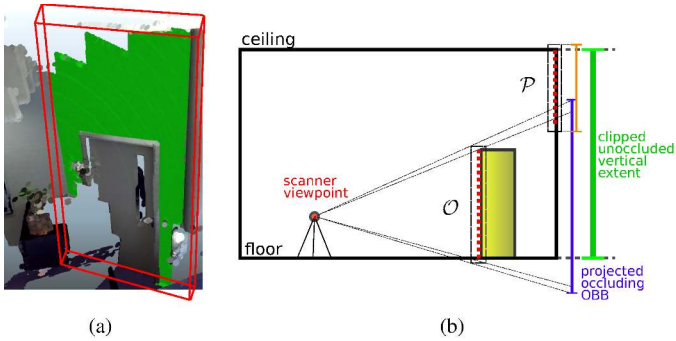 ceiling
P
clipped
unoccluded
vertical
extent
scanner
viewpoint
O
floor
projected
occluding
OBB
(a)
(b)